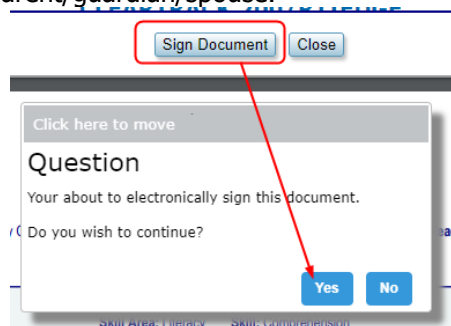 parent/guardian/spouse.
Sign Document Close
Click here to move
Question
Your about to electronically sign this document.
Do you wish to continue?
Yes No
Skill Area: Literacy Skill: Comprehension